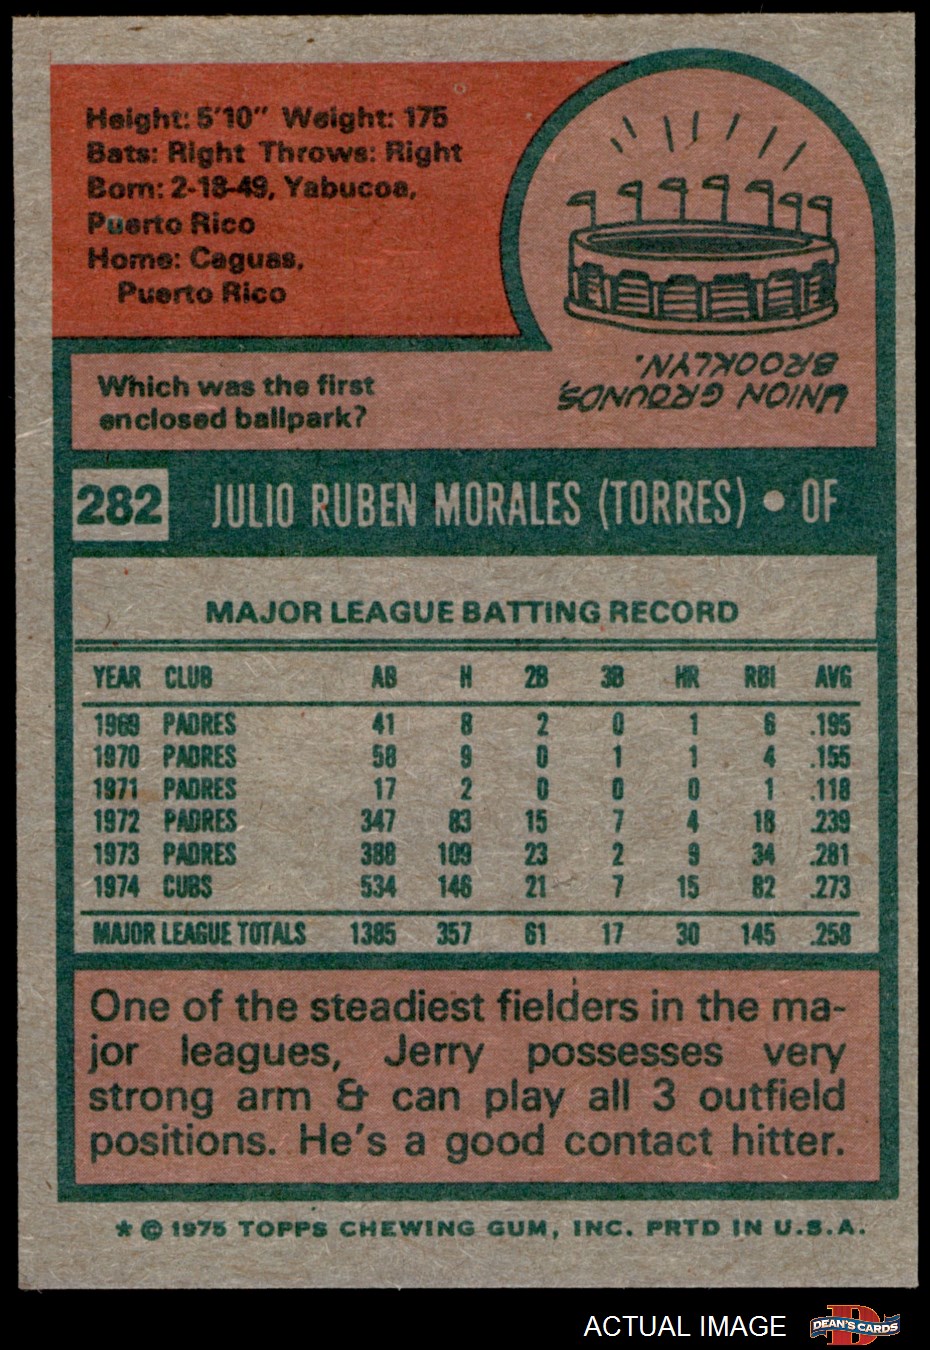 Height: 5'10" Weight: 175
Bats: Right Throws: Right
Born: 2-18-49, Yabucoa,
Puerto Rico
Home: Caguas,
Puerto Rico
Which was the first
enclosed ballpark?
UNION GROUNDS,
BROOKLYN.
282 JULIO RUBEN MORALES (TORRES) • OF
MAJOR LEAGUE BATTING RECORD
YEAR CLUB AB H 2B 3B HR RBI AVG
1969 PADRES 41 8 2 0 1 6 .195
1970 PADRES 58 9 0 1 1 4 .155
1971 PADRES 17 2 0 0 0 1 .118
1972 PADRES 347 83 15 7 4 18 .239
1973 PADRES 388 109 23 2 9 34 .281
1974 CUBS 534 146 21 7 15 82 .273
MAJOR LEAGUE TOTALS 1385 357 61 17 30 145 .258
One of the steadiest fielders in the ma-
jor leagues, Jerry possesses very
strong arm & can play all 3 outfield
positions. He's a good contact hitter.
* © 1975 TOPPS CHEWING GUM, INC. PRTD IN U.S.A.
ACTUAL IMAGE
D
DEAN'S CARDS